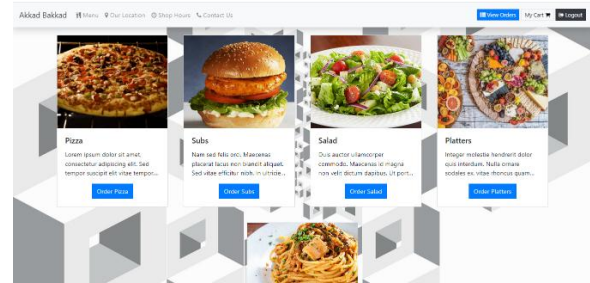 Akkad Bakkad Menu Our Location Shop Hours Contact Us View Orders My Cart Logout
Pizza
Lorem ipsum dolor sit amet,
consectetur adipiscing elit. Sed
tempor suscipit elit vitae tempor...
Order Pizza
Subs
Nam sed felis orci. Maecenas
placerat lacus non blandit aliquet.
Sed vitae efficitur nibh, in ultricie...
Order Subs
Salad
Duis auctor ullamcorper
commodo. Maecenas id magna
non velit dictum dapibus. Ut port...
Order Salad
Platters
Integer molestie hendrerit dolor
quis interdum. Nulla ornare
sodales ex, vitae rhoncus quam...
Order Platters